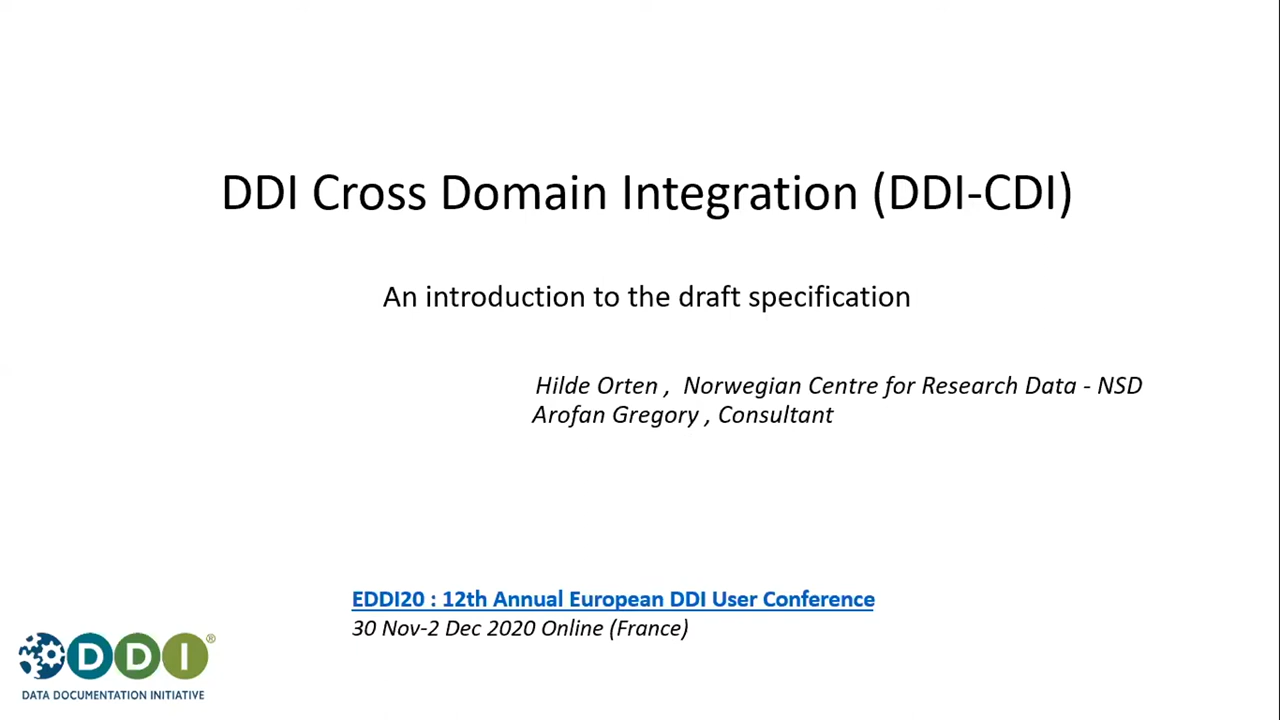 DDI Cross Domain Integration (DDI-CDI)
An introduction to the draft specification
Hilde Orten , Norwegian Centre for Research Data - NSD
Arofan Gregory , Consultant
EDDI20 : 12th Annual European DDI User Conference
30 Nov-2 Dec 2020 Online (France)
DDI®
DATA DOCUMENTATION INITIATIVE